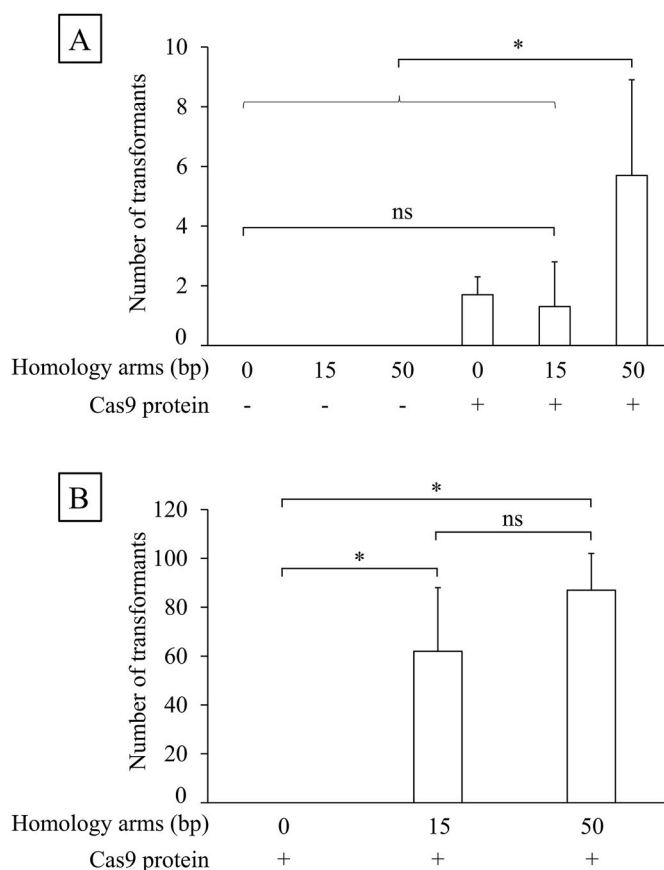 A
Number of transformants
10
8
6
4
2
0
*
ns
Homology arms (bp) 0 15 50 0 15 50
Cas9 protein - - - + + +
B
Number of transformants
120
100
80
60
40
20
0
*
ns
*
Homology arms (bp) 0 15 50
Cas9 protein + + +